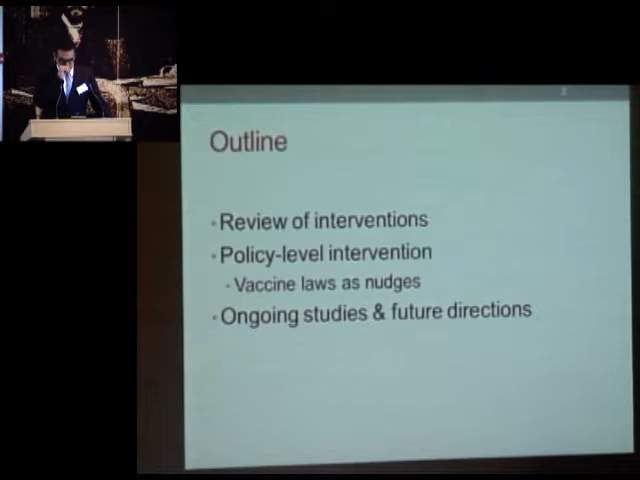 Outline
Review of interventions
Policy-level intervention
Vaccine laws as nudges
Ongoing studies & future directions